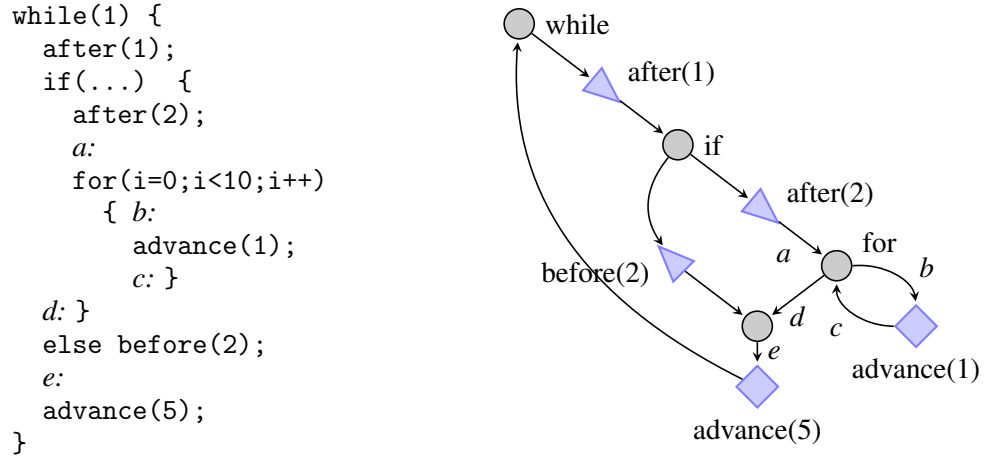 while(1) {
after(1);
if(...) {
after(2);
a:
for(i=0;i<10;i++)
{ b:
advance(1);
c: }
d: }
else before(2);
e:
advance(5);
}
while
after(1)
if
after(2)
for
a
b
before(2)
d
c
e
advance(1)
advance(5)